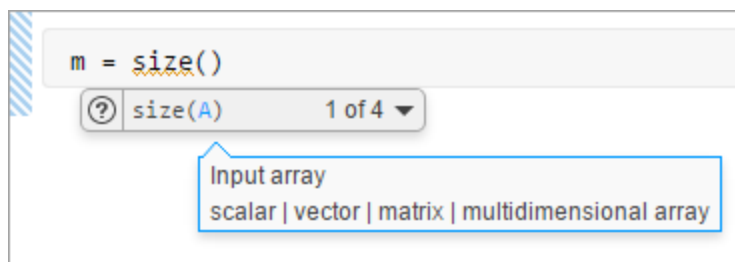 m = size()
? size(A) 1 of 4
Input array
scalar | vector | matrix | multidimensional array